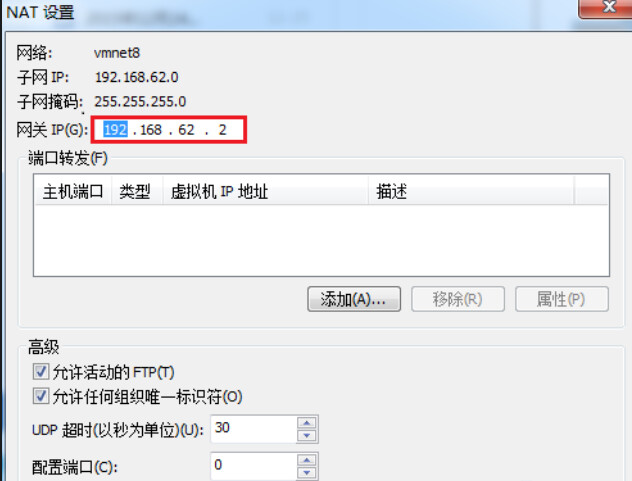 NAT 设置
网络: vmnet8
子网 IP: 192.168.62.0
子网掩码: 255.255.255.0
网关 IP(G): 192 . 168 . 62 . 2
端口转发(F)
主机端口 类型 虚拟机 IP 地址 描述
添加(A)... 移除(R) 属性(P)
高级
允许活动的 FTP(T)
允许任何组织唯一标识符(O)
UDP 超时(以秒为单位)(U): 30
配置端口(C): 0